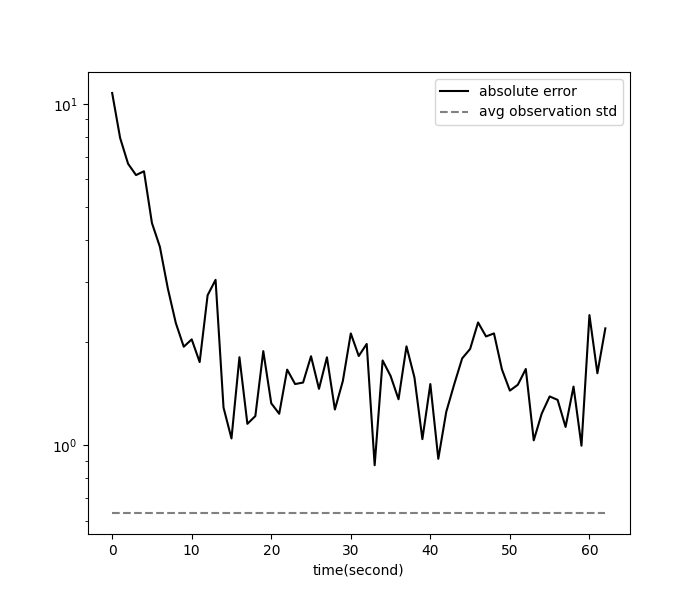 absolute error
avg observation std
10¹
10⁰
0 10 20 30 40 50 60
time(second)